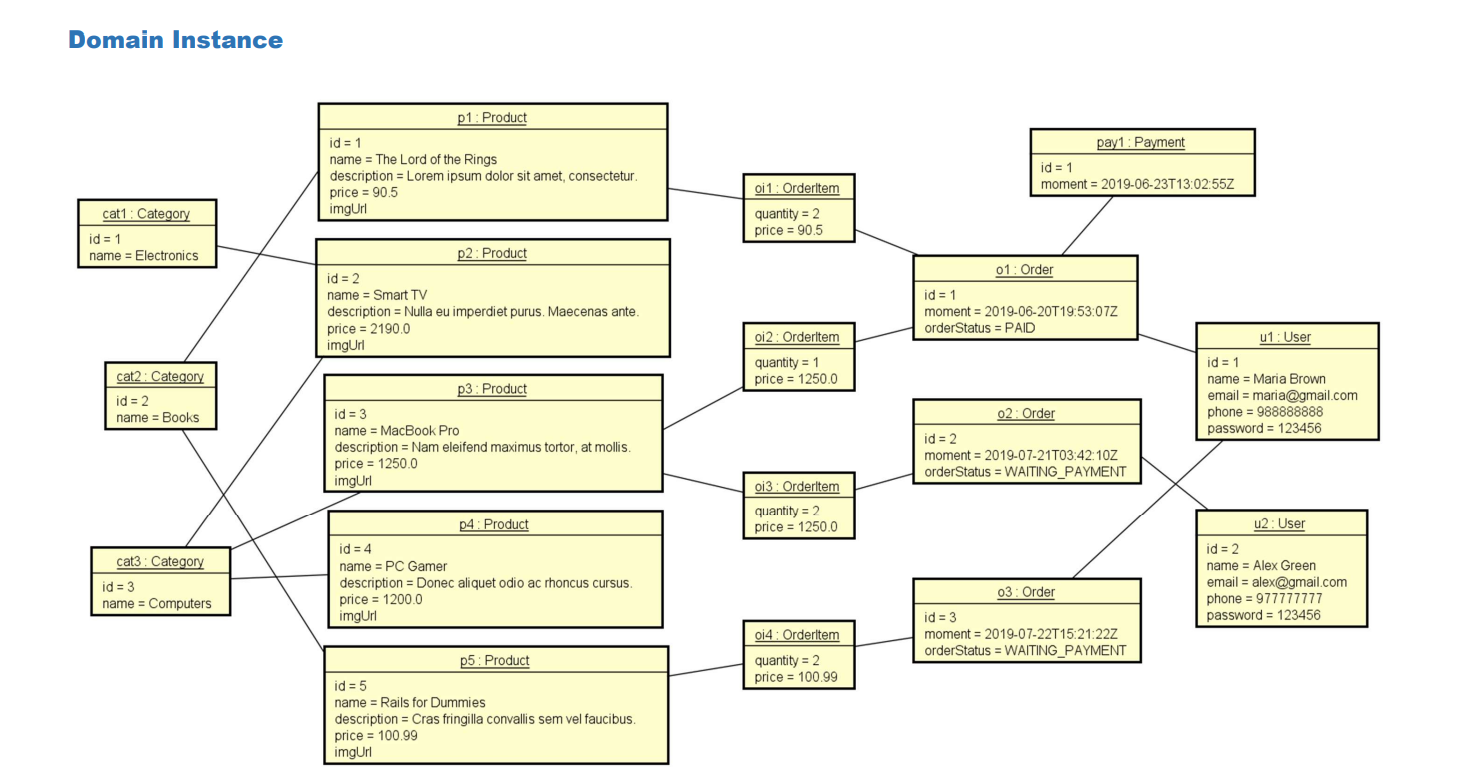 Domain Instance
p1 : Product
id = 1
name = The Lord of the Rings
description = Lorem ipsum dolor sit amet, consectetur.
price = 90.5
imgUrl
pay1 : Payment
id = 1
moment = 2019-06-23T13:02:55Z
oi1 : OrderItem
quantity = 2
price = 90.5
cat1 : Category
id = 1
name = Electronics
p2 : Product
id = 2
name = Smart TV
description = Nulla eu imperdiet purus. Maecenas ante.
price = 2190.0
imgUrl
o1 : Order
id = 1
moment = 2019-06-20T19:53:07Z
orderStatus = PAID
oi2 : OrderItem
quantity = 1
price = 1250.0
u1 : User
id = 1
name = Maria Brown
email = maria@gmail.com
phone = 988888888
password = 123456
cat2 : Category
id = 2
name = Books
p3 : Product
id = 3
name = MacBook Pro
description = Nam eleifend maximus tortor, at mollis.
price = 1250.0
imgUrl
o2 : Order
id = 2
moment = 2019-07-21T03:42:10Z
orderStatus = WAITING_PAYMENT
oi3 : OrderItem
quantity = 2
price = 1250.0
p4 : Product
id = 4
name = PC Gamer
description = Donec aliquet odio ac rhoncus cursus.
price = 1200.0
imgUrl
u2 : User
id = 2
name = Alex Green
email = alex@gmail.com
phone = 977777777
password = 123456
cat3 : Category
id = 3
name = Computers
o3 : Order
id = 3
moment = 2019-07-22T15:21:22Z
orderStatus = WAITING_PAYMENT
oi4 : OrderItem
quantity = 2
price = 100.99
p5 : Product
id = 5
name = Rails for Dummies
description = Cras fringilla convallis sem vel faucibus.
price = 100.99
imgUrl